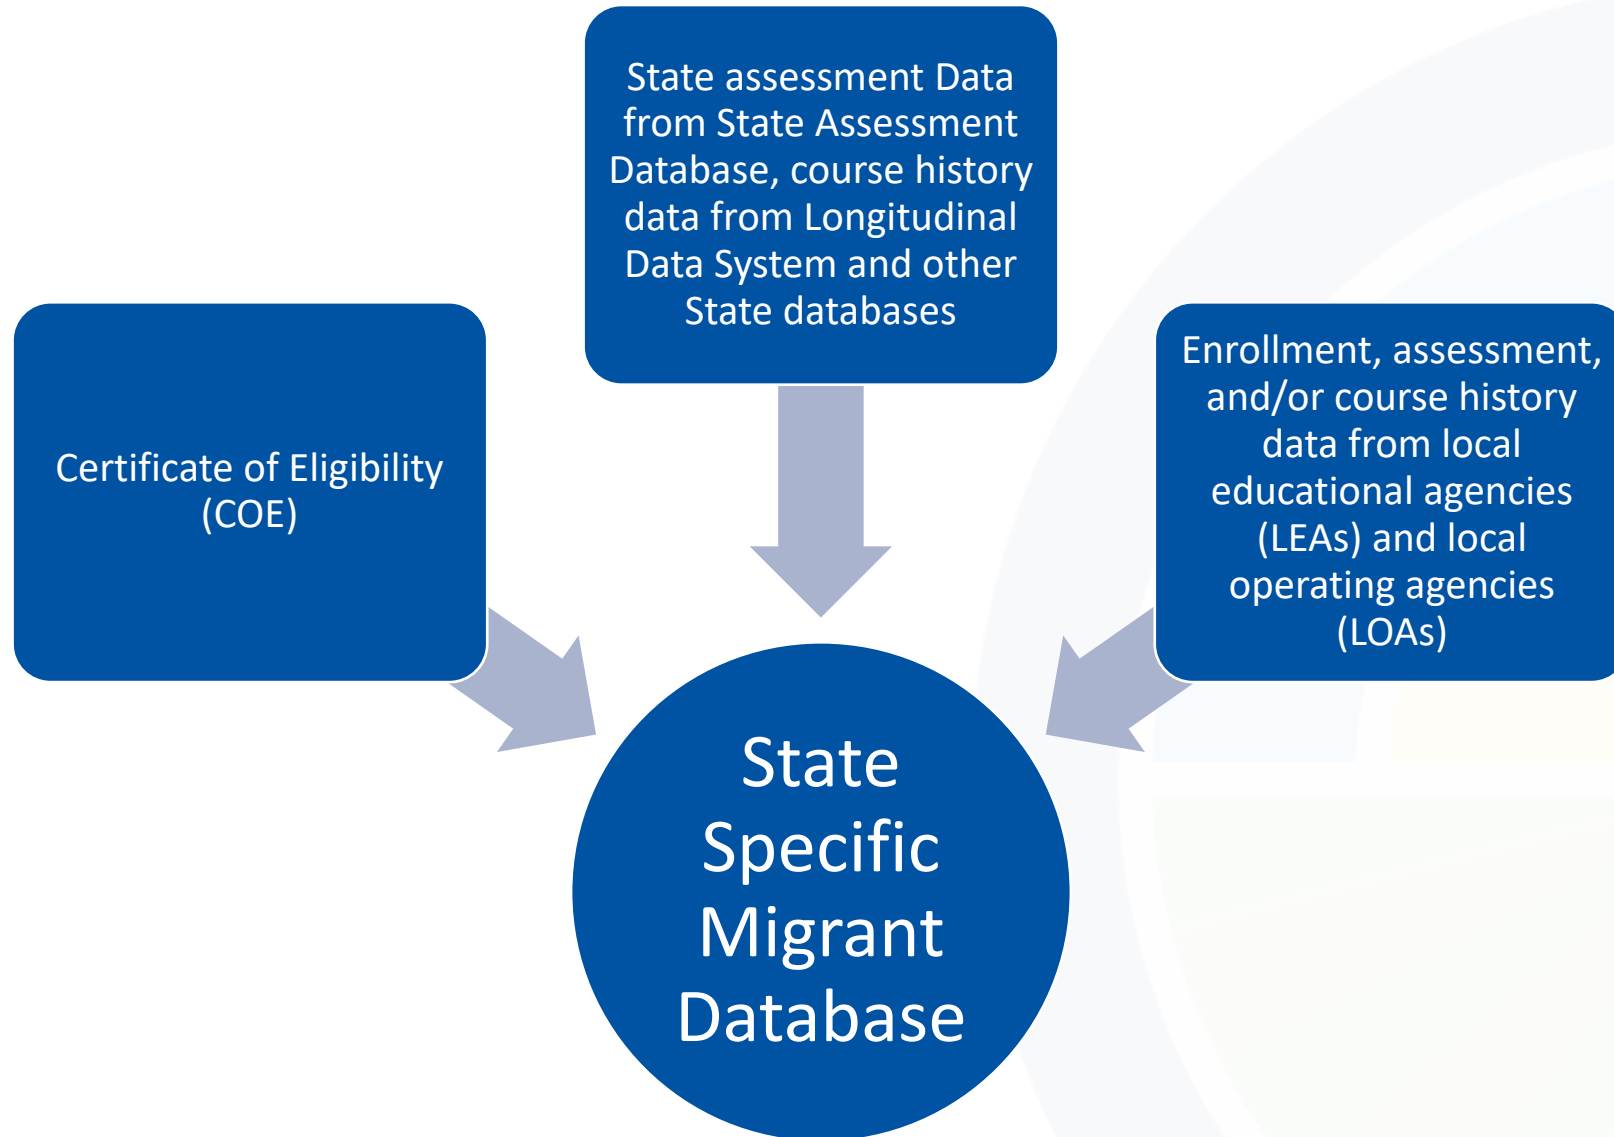 State assessment Data
from State Assessment
Database, course history
data from Longitudinal
Data System and other
State databases
Certificate of Eligibility
(COE)
Enrollment, assessment,
and/or course history
data from local
educational agencies
(LEAs) and local
operating agencies
(LOAs)
State
Specific
Migrant
Database